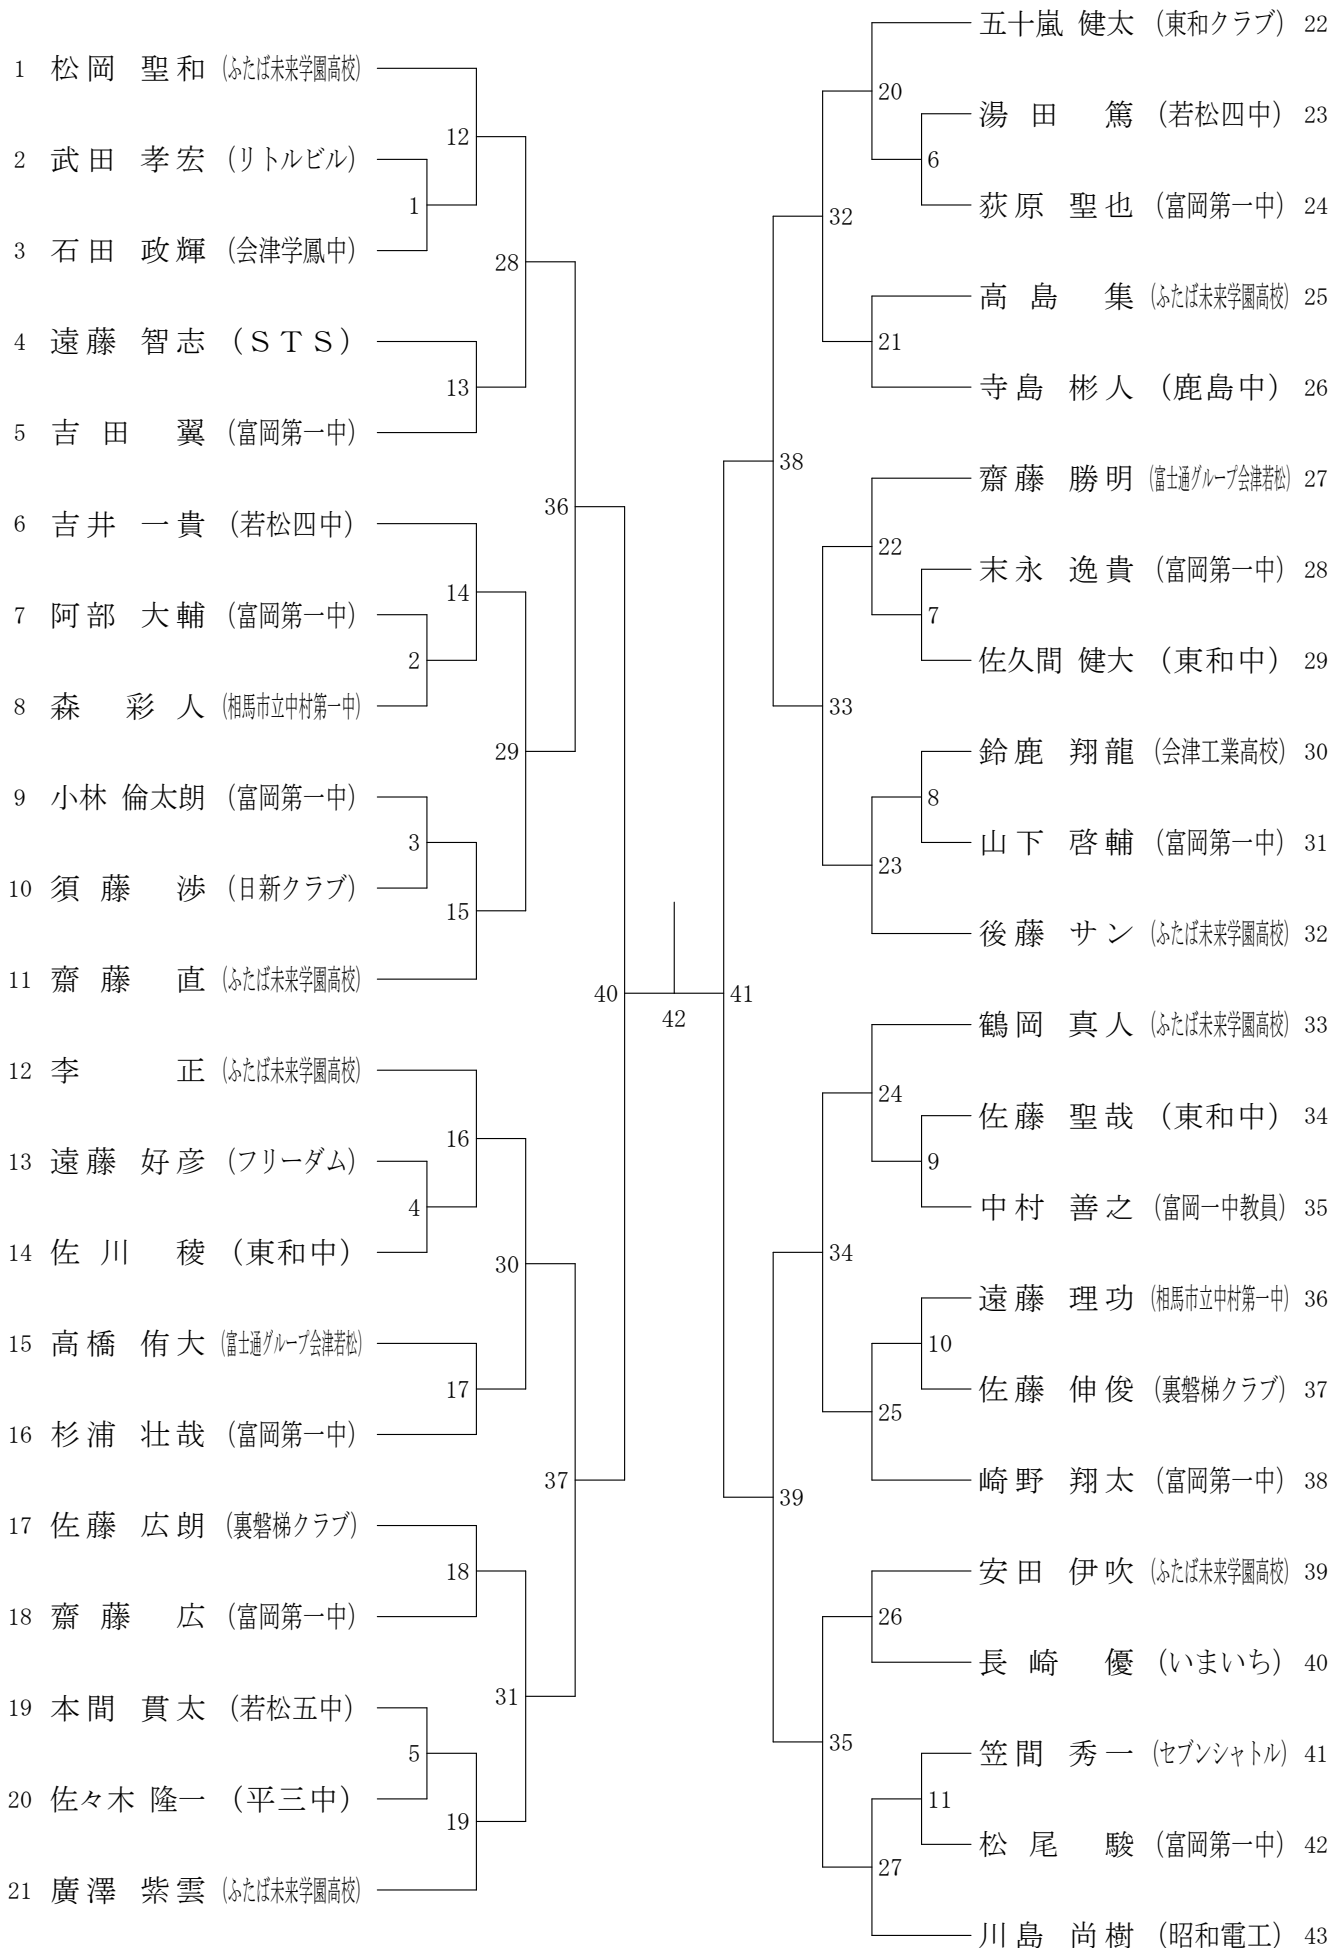 1 松岡 聖和 (ふたば未来学園高校)
2 武田 孝宏 (リトルビル)
3 石田 政輝 (会津学鳳中)
4 遠藤 智志 (ＳＴＳ)
5 吉田 翼 (富岡第一中)
6 吉井 一貴 (若松四中)
7 阿部 大輔 (富岡第一中)
8 森 彩人 (相馬市立中村第一中)
9 小林 倫太朗 (富岡第一中)
10 須藤 渉 (日新クラブ)
11 齋藤 直 (ふたば未来学園高校)
12 李 正 (ふたば未来学園高校)
13 遠藤 好彦 (フリーダム)
14 佐川 稜 (東和中)
15 高橋 侑大 (富士通グループ会津若松)
16 杉浦 壮哉 (富岡第一中)
17 佐藤 広朗 (裏磐梯クラブ)
18 齋藤 広 (富岡第一中)
19 本間 貫太 (若松五中)
20 佐々木 隆一 (平三中)
21 廣澤 紫雲 (ふたば未来学園高校)
1
2
3
4
5
12
13
14
15
16
17
18
19
28
29
30
31
36
37
40
42
41
38
39
32
33
34
35
20
21
22
23
24
25
26
27
6
7
8
9
10
11
五十嵐 健太 (東和クラブ) 22
湯田 篤 (若松四中) 23
荻原 聖也 (富岡第一中) 24
高島 集 (ふたば未来学園高校) 25
寺島 彬人 (鹿島中) 26
齋藤 勝明 (富士通グループ会津若松) 27
末永 逸貴 (富岡第一中) 28
佐久間 健大 (東和中) 29
鈴鹿 翔龍 (会津工業高校) 30
山下 啓輔 (富岡第一中) 31
後藤 サン (ふたば未来学園高校) 32
鶴岡 真人 (ふたば未来学園高校) 33
佐藤 聖哉 (東和中) 34
中村 善之 (富岡一中教員) 35
遠藤 理功 (相馬市立中村第一中) 36
佐藤 伸俊 (裏磐梯クラブ) 37
崎野 翔太 (富岡第一中) 38
安田 伊吹 (ふたば未来学園高校) 39
長崎 優 (いまいち) 40
笠間 秀一 (セブンシャトル) 41
松尾 駿 (富岡第一中) 42
川島 尚樹 (昭和電工) 43